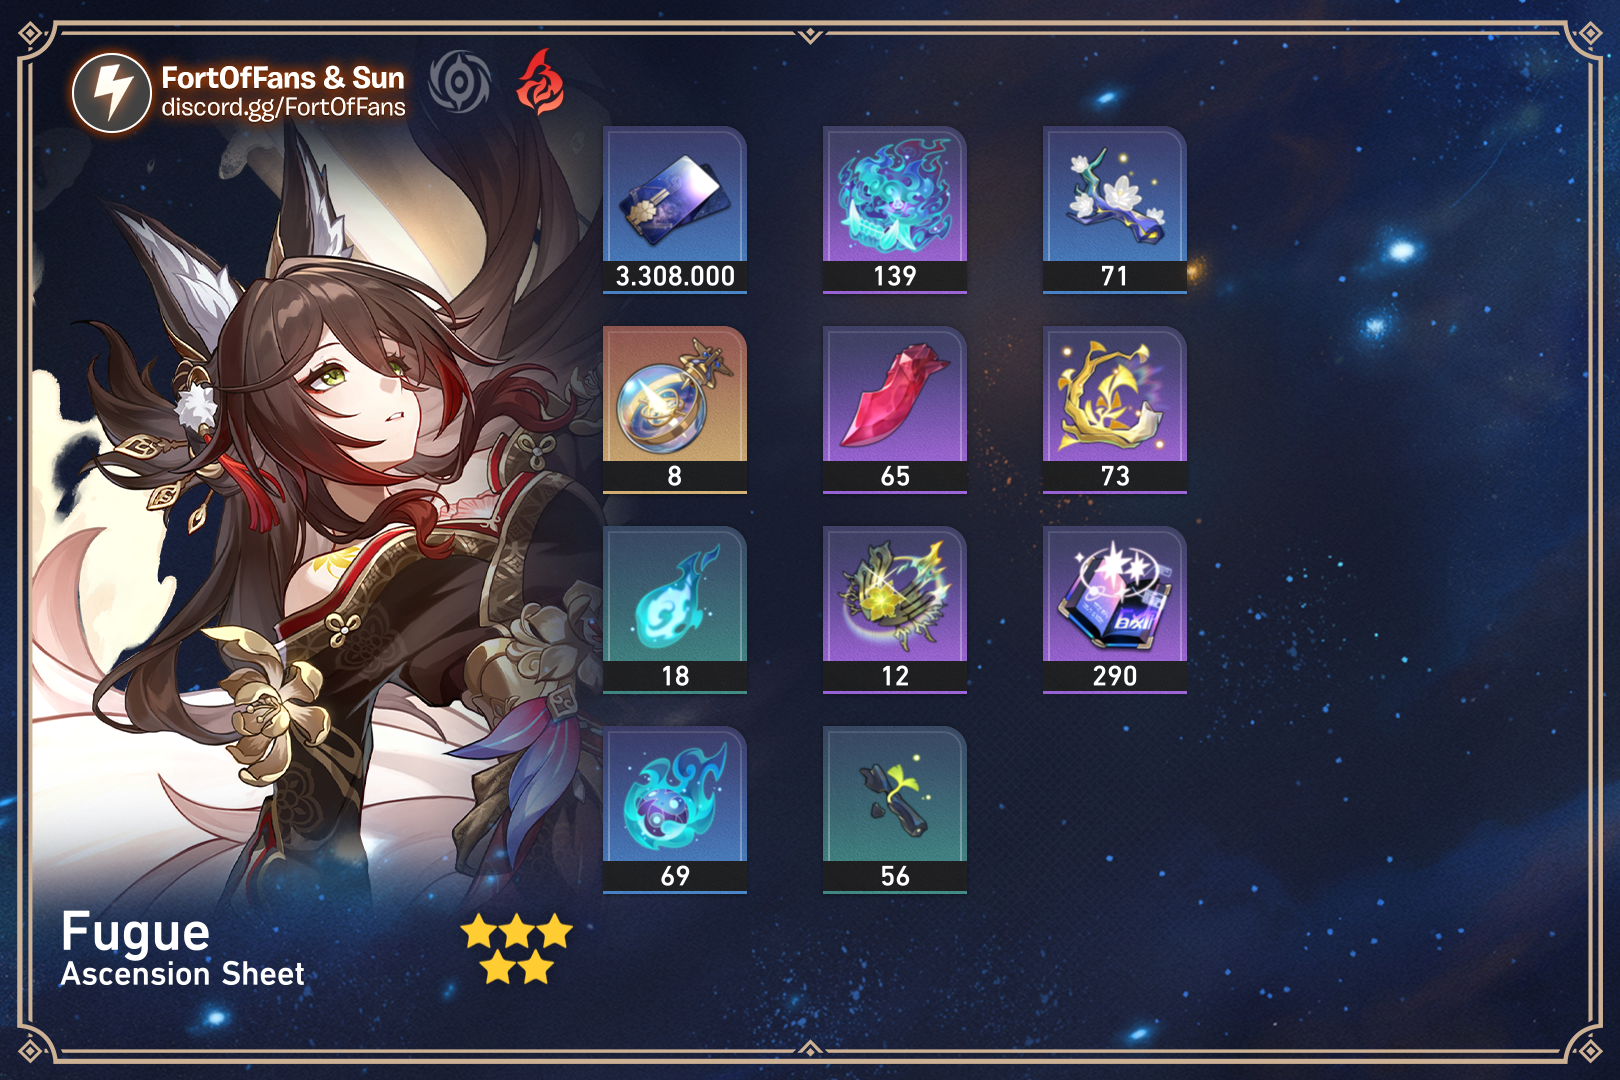 FortOfFans & Sun
discord.gg/FortOfFans
3.308.000
139
71
8
65
73
18
12
290
69
56
Fugue
Ascension Sheet